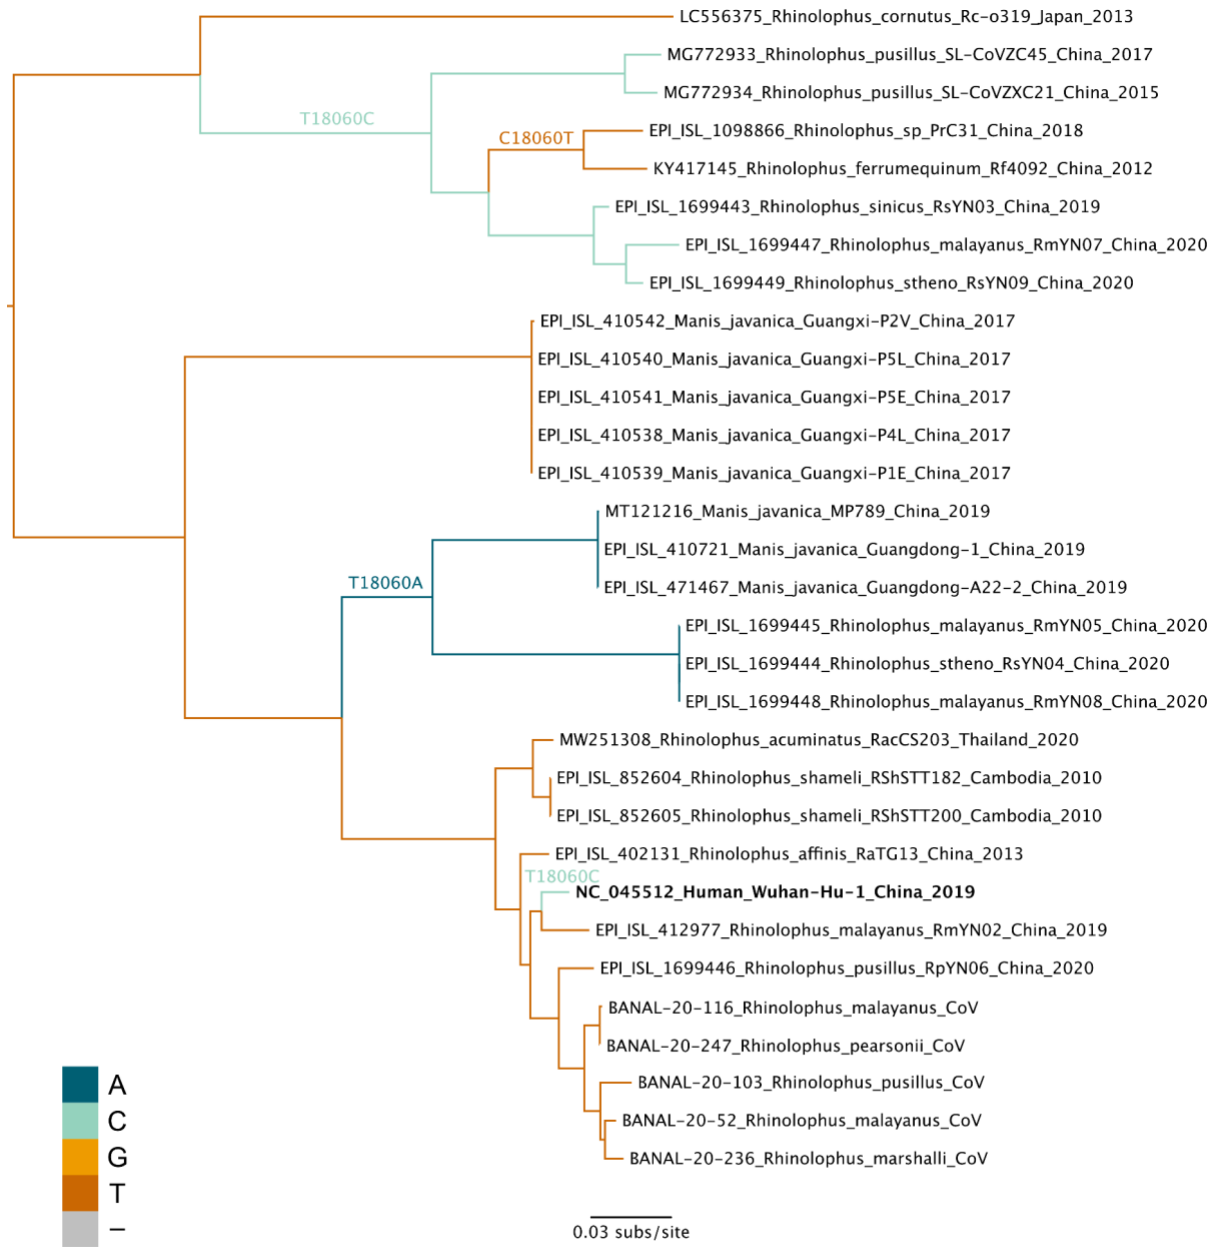 LC556375_Rhinolophus_cornutus_Rc-o319_Japan_2013
MG772933_Rhinolophus_pusillus_SL-CoVZC45_China_2017
MG772934_Rhinolophus_pusillus_SL-CoVZXC21_China_2015
T18060C
EPI_ISL_1098866_Rhinolophus_sp_PrC31_China_2018
C18060T
KY417145_Rhinolophus_ferrumequinum_Rf4092_China_2012
EPI_ISL_1699443_Rhinolophus_sinicus_RsYN03_China_2019
EPI_ISL_1699447_Rhinolophus_malayanus_RmYN07_China_2020
EPI_ISL_1699449_Rhinolophus_stheno_RsYN09_China_2020
EPI_ISL_410542_Manis_javanica_Guangxi-P2V_China_2017
EPI_ISL_410540_Manis_javanica_Guangxi-P5L_China_2017
EPI_ISL_410541_Manis_javanica_Guangxi-P5E_China_2017
EPI_ISL_410538_Manis_javanica_Guangxi-P4L_China_2017
EPI_ISL_410539_Manis_javanica_Guangxi-P1E_China_2017
MT121216_Manis_javanica_MP789_China_2019
EPI_ISL_410721_Manis_javanica_Guangdong-1_China_2019
T18060A
EPI_ISL_471467_Manis_javanica_Guangdong-A22-2_China_2019
EPI_ISL_1699445_Rhinolophus_malayanus_RmYN05_China_2020
EPI_ISL_1699444_Rhinolophus_stheno_RsYN04_China_2020
EPI_ISL_1699448_Rhinolophus_malayanus_RmYN08_China_2020
MW251308_Rhinolophus_acuminatus_RacCS203_Thailand_2020
EPI_ISL_852604_Rhinolophus_shameli_RShSTT182_Cambodia_2010
EPI_ISL_852605_Rhinolophus_shameli_RShSTT200_Cambodia_2010
EPI_ISL_402131_Rhinolophus_affinis_RaTG13_China_2013
T18060C
NC_045512_Human_Wuhan-Hu-1_China_2019
EPI_ISL_412977_Rhinolophus_malayanus_RmYN02_China_2019
EPI_ISL_1699446_Rhinolophus_pusillus_RpYN06_China_2020
BANAL-20-116_Rhinolophus_malayanus_CoV
BANAL-20-247_Rhinolophus_pearsonii_CoV
BANAL-20-103_Rhinolophus_pusillus_CoV
BANAL-20-52_Rhinolophus_malayanus_CoV
BANAL-20-236_Rhinolophus_marshalli_CoV
A
C
G
T
–
0.03 subs/site